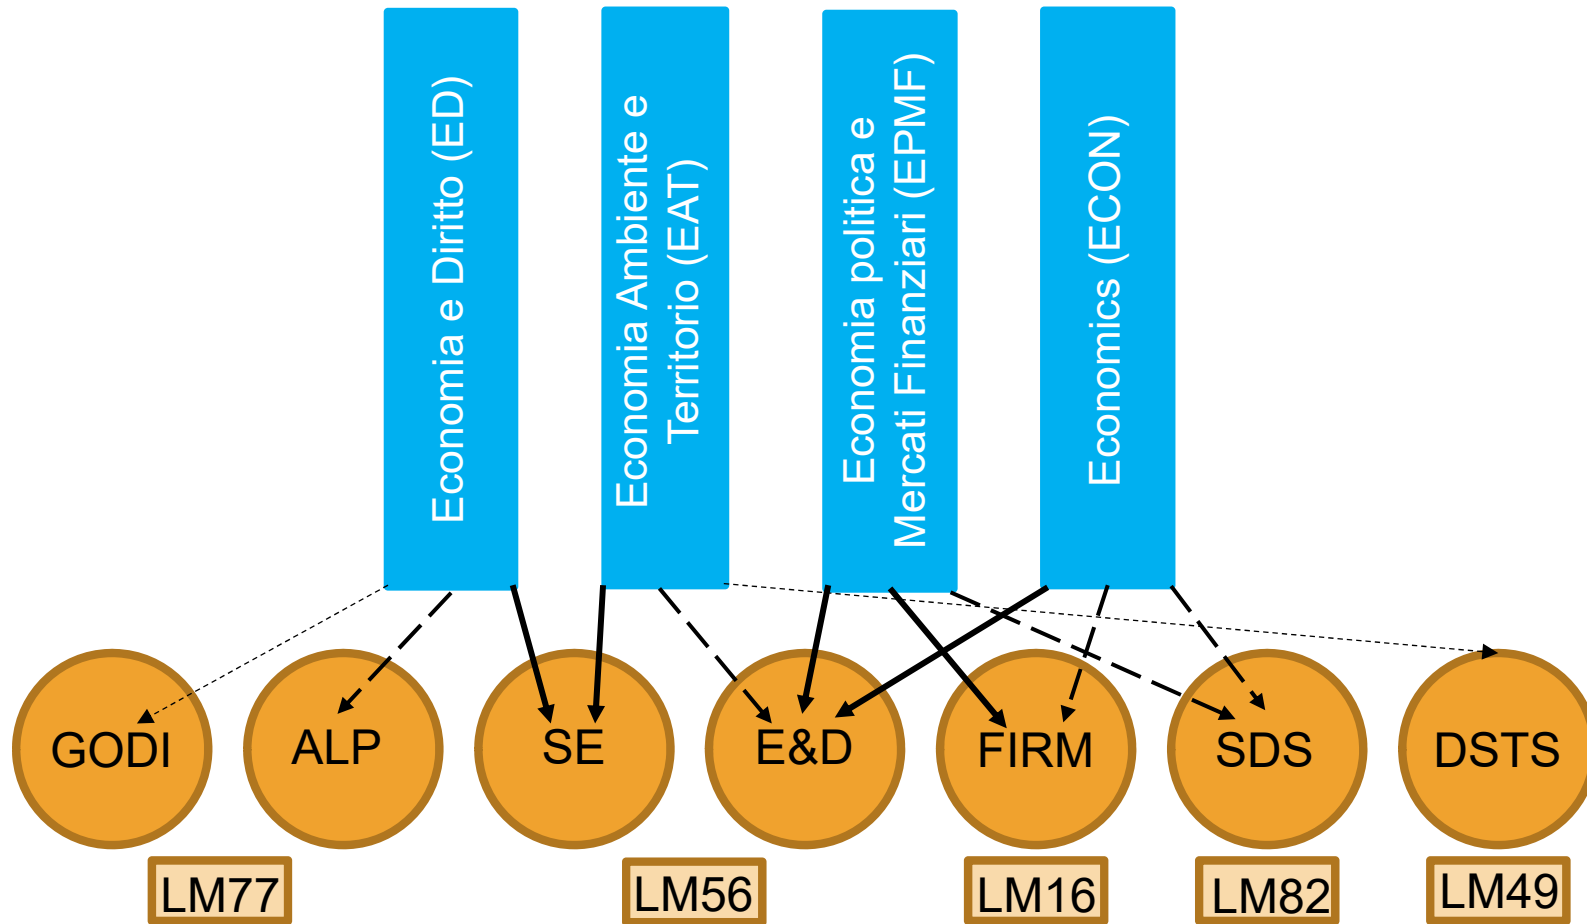 Economia e Diritto (ED)
Economia Ambiente e
Territorio (EAT)
Economia politica e
Mercati Finanziari (EPMF)
Economics (ECON)
GODI
ALP
SE
E&D
FIRM
SDS
DSTS
LM77
LM56
LM16
LM82
LM49